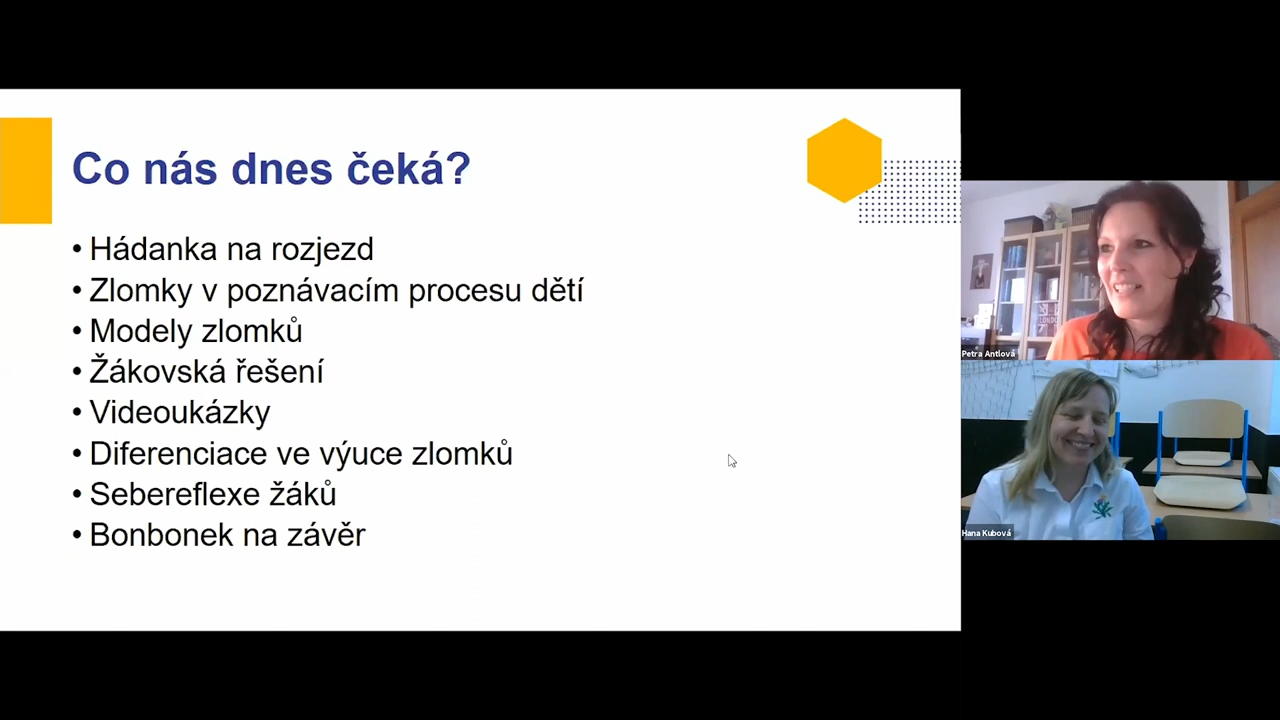 Co nás dnes čeká?
• Hádanka na rozjezd
• Zlomky v poznávacím procesu dětí
• Modely zlomků
• Žákovská řešení
• Videoukázky
• Diferenciace ve výuce zlomků
• Sebereflexe žáků
• Bonbonek na závěr
Petra Antlová
Hana Kubová